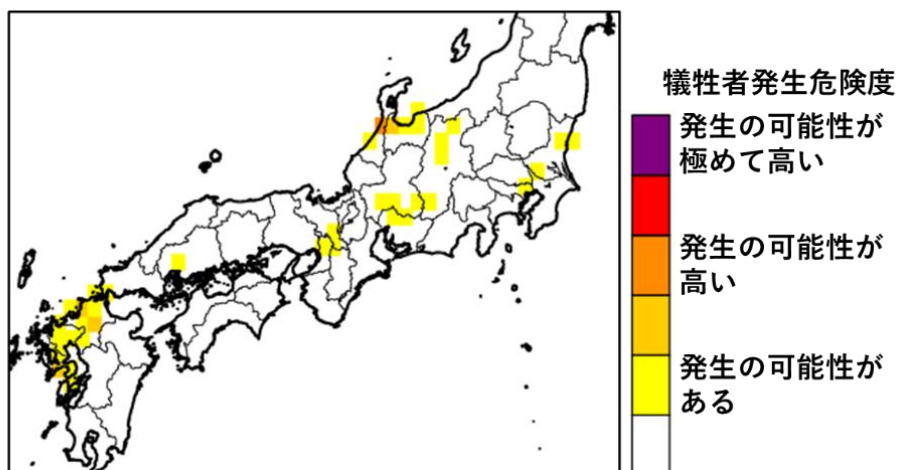 犠牲者発生危険度
発生の可能性が
極めて高い
発生の可能性が
高い
発生の可能性が
ある